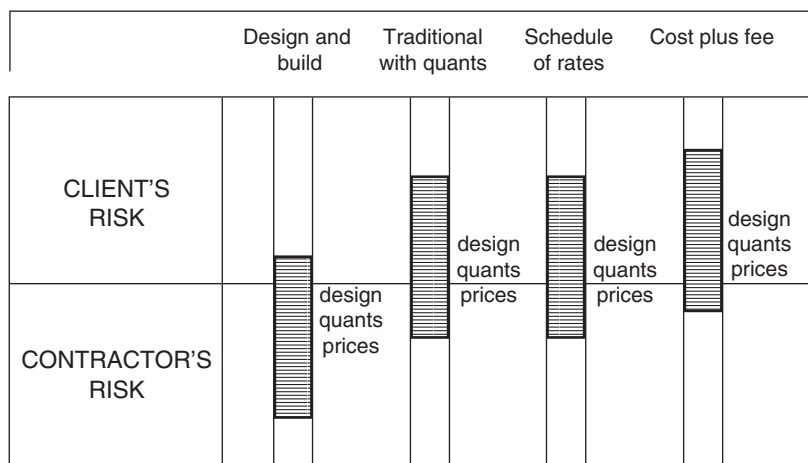 Design and
build
Traditional
with quants
Schedule
of rates
Cost plus fee
CLIENT'S
RISK
design
quants
prices
design
quants
prices
design
quants
prices
design
quants
prices
CONTRACTOR'S
RISK